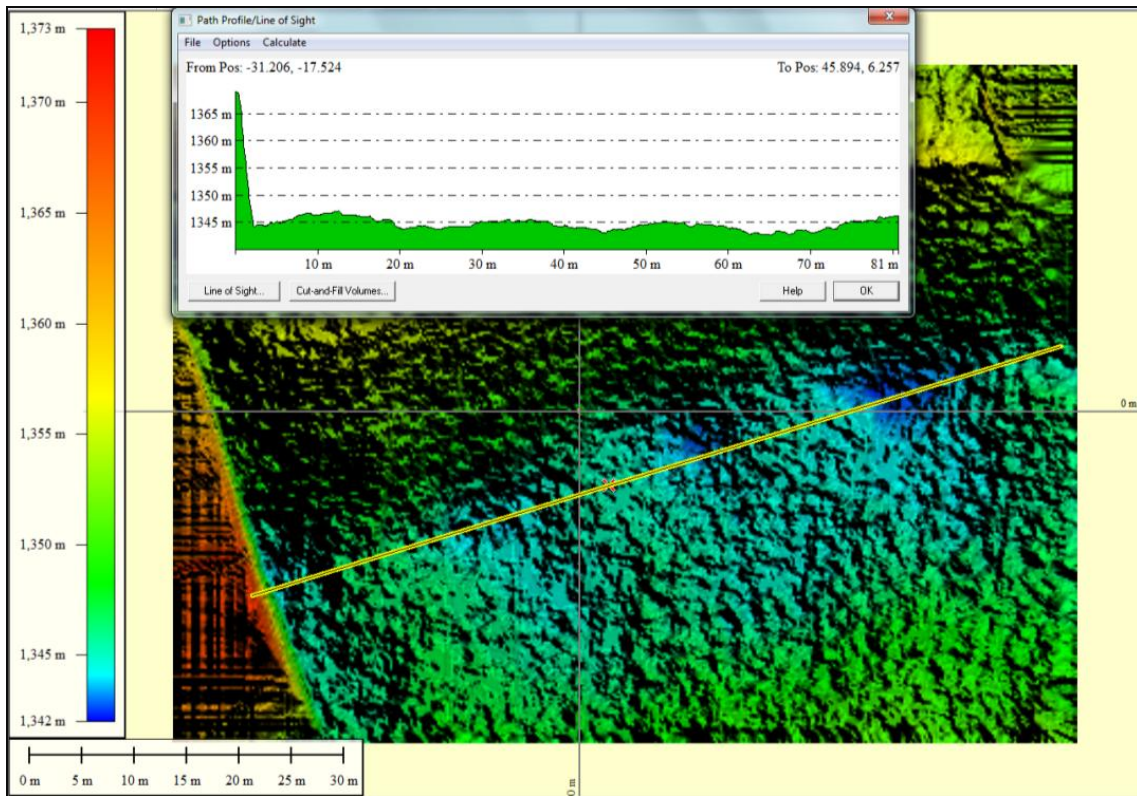 Path Profile/Line of Sight
File Options Calculate
From Pos: -31.206, -17.524 To Pos: 45.894, 6.257
1365 m
1360 m
1355 m
1350 m
1345 m
10 m 20 m 30 m 40 m 50 m 60 m 70 m 81 m
Line of Sight... Cut-and-Fill Volumes... Help OK
1,373 m
1,370 m
1,365 m
1,360 m
1,355 m
1,350 m
1,345 m
1,342 m
0 m
0 m 5 m 10 m 15 m 20 m 25 m 30 m
0 m